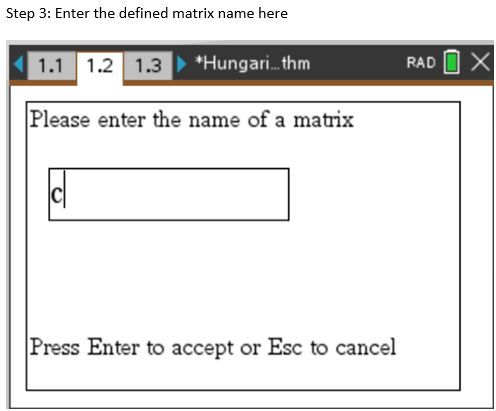 Step 3: Enter the defined matrix name here
1.1 1.2 1.3 *Hungari...thm RAD
Please enter the name of a matrix
c
Press Enter to accept or Esc to cancel